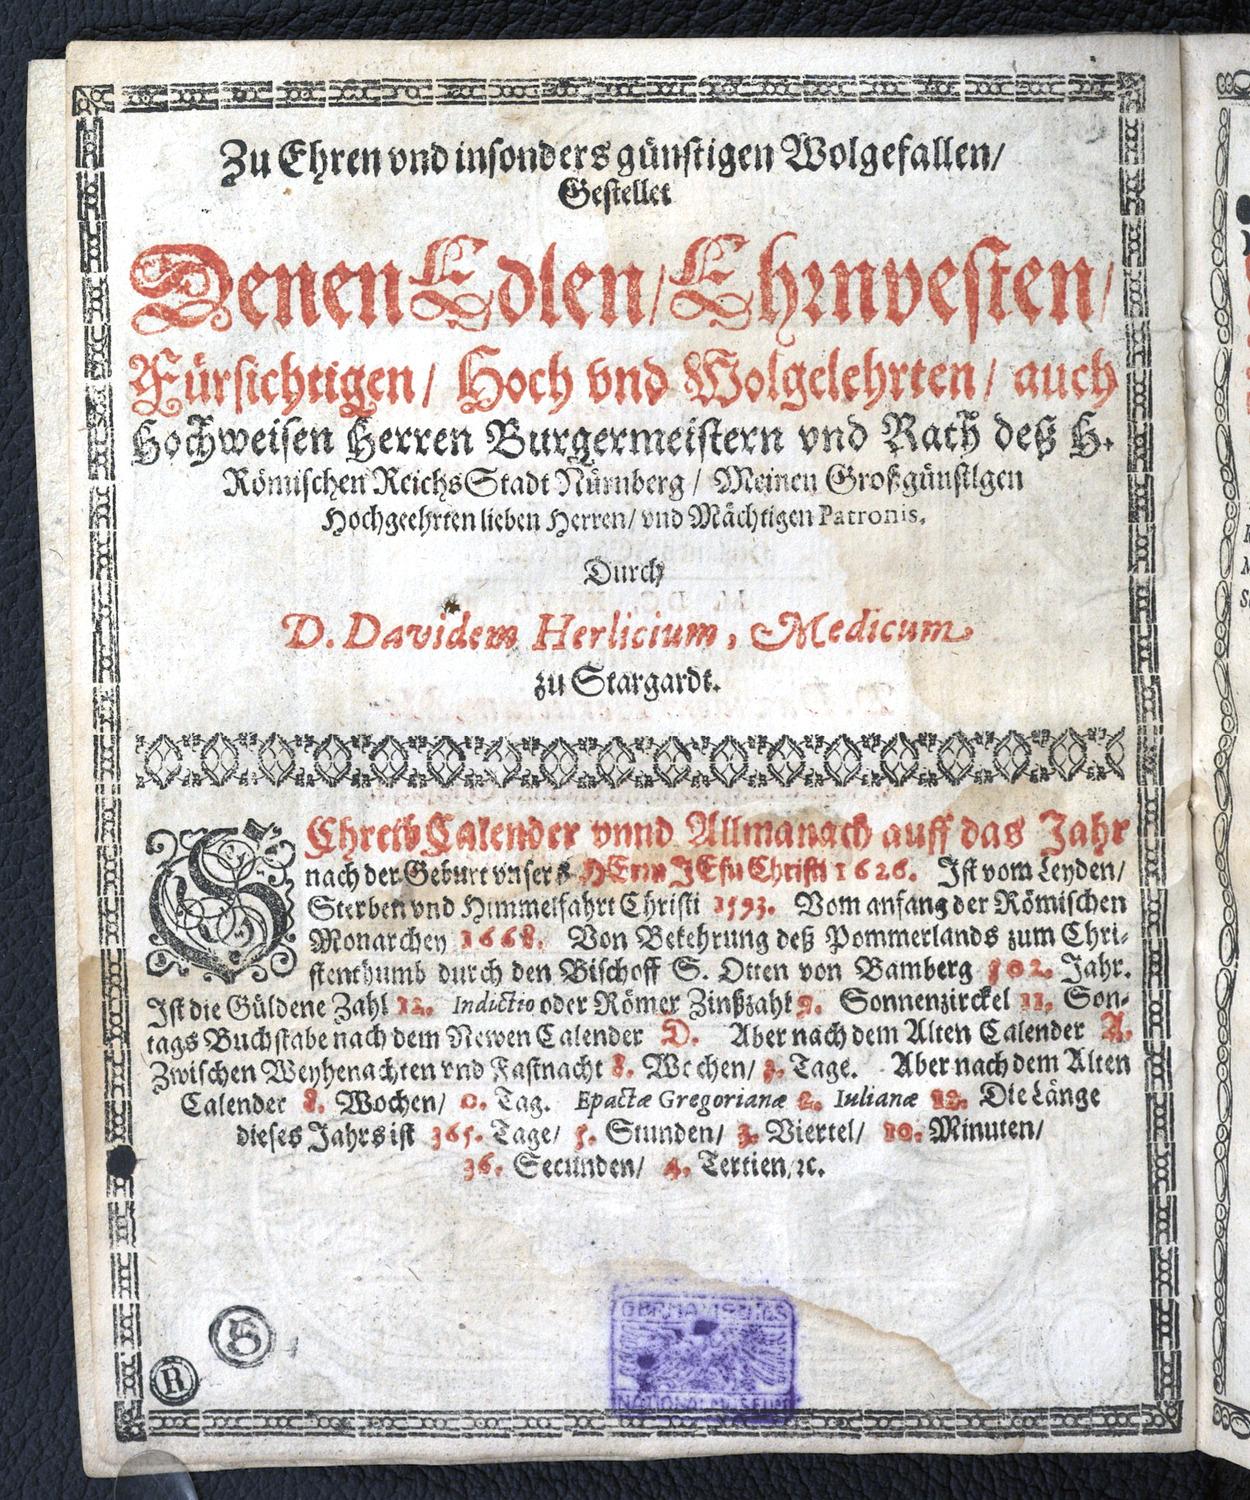 Zu Ehren vnd insonders günstigen Wolgefallen/
Gestellet
Denen Edlen/ Ehrnvesten/
Fürsichtigen/ Hoch vnd Wolgelehrten/ auch
Hochweisen Herren Burgermeistern vnd Rath deß H.
Römischen Reichs Stadt Nürnberg/ Meinen Großgünstigen
Hochgeehrten lieben Herren/ vnd Mächtigen Patronis.
Durch
D. Davidem Herlicium, Medicum
zu Stargardt.
SChreib Calender vnnd Allmanach auff das Jahr
nach der Geburt vnsers HErrn JEsu Christi 1626. Ist vom Leyden/
Sterben vnd Himmelfahrt Christi 1593. Vom anfang der Römischen
Monarchey 1668. Von Bekehrung deß Pommerlands zum Chri-
stenthumb durch den Bischoff S. Otten von Bamberg 502. Jahr.
Ist die Güldene Zahl 12. Indictio oder Römer Zinßzahl 9. Sonnenzirckel 11. Son-
tags Buchstabe nach dem Newen Calender D. Aber nach dem Alten Calender A.
Zwischen Weyhenachten vnd Fastnacht 8. Wochen/ 3. Tage. Aber nach dem Alten
Calender 8. Wochen/ 0. Tag. Epactæ Gregorianæ 2. Iulianæ 12. Die Länge
dieses Jahrs ist 365. Tage/ 5. Stunden/ 3. Viertel/ 10. Minuten/
36. Secunden/ 4. Tertien, ꝛc.
G
R
GERMANISCHES
NATIONALMUSEUM